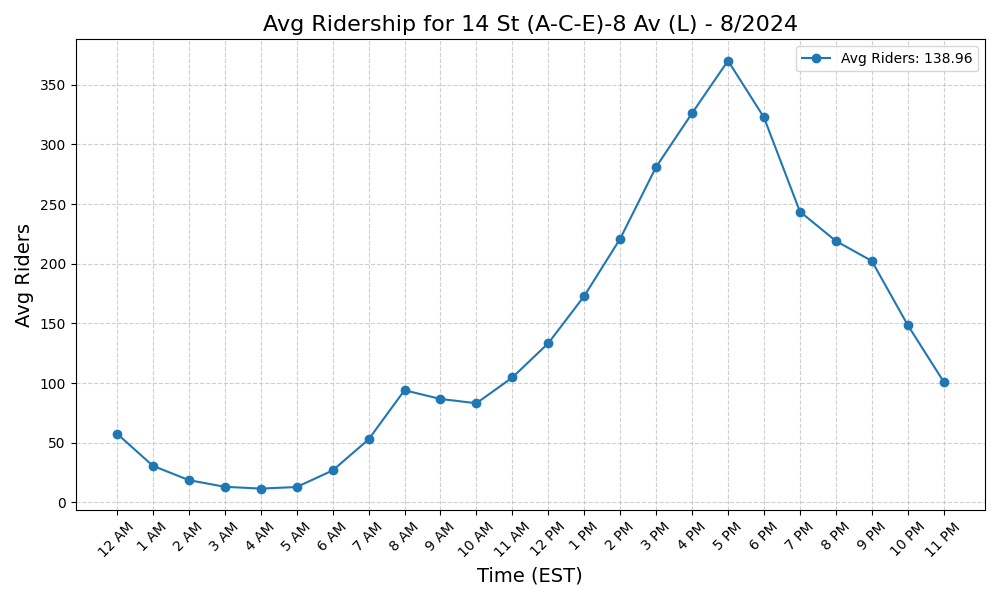 Avg Ridership for 14 St (A-C-E)-8 Av (L) - 8/2024
Avg Riders: 138.96
Avg Riders
350
300
250
200
150
100
50
0
12 AM 1 AM 2 AM 3 AM 4 AM 5 AM 6 AM 7 AM 8 AM 9 AM 10 AM 11 AM 12 PM 1 PM 2 PM 3 PM 4 PM 5 PM 6 PM 7 PM 8 PM 9 PM 10 PM 11 PM
Time (EST)